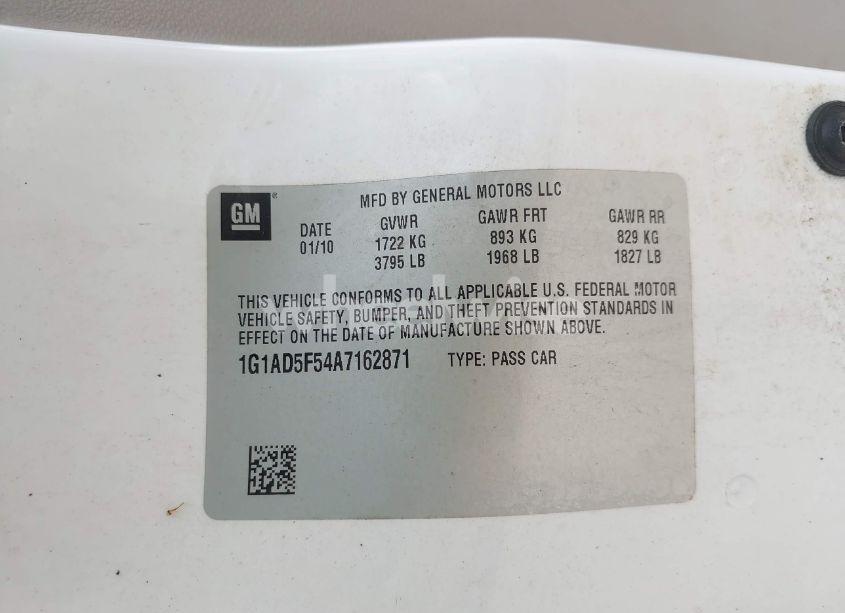 MFD BY GENERAL MOTORS LLC
GM
DATE GVWR GAWR FRT GAWR RR
01/10 1722 KG 893 KG 829 KG
3795 LB 1968 LB 1827 LB
THIS VEHICLE CONFORMS TO ALL APPLICABLE U.S. FEDERAL MOTOR
VEHICLE SAFETY, BUMPER, AND THEFT PREVENTION STANDARDS IN
EFFECT ON THE DATE OF MANUFACTURE SHOWN ABOVE.
1G1AD5F54A7162871 TYPE: PASS CAR